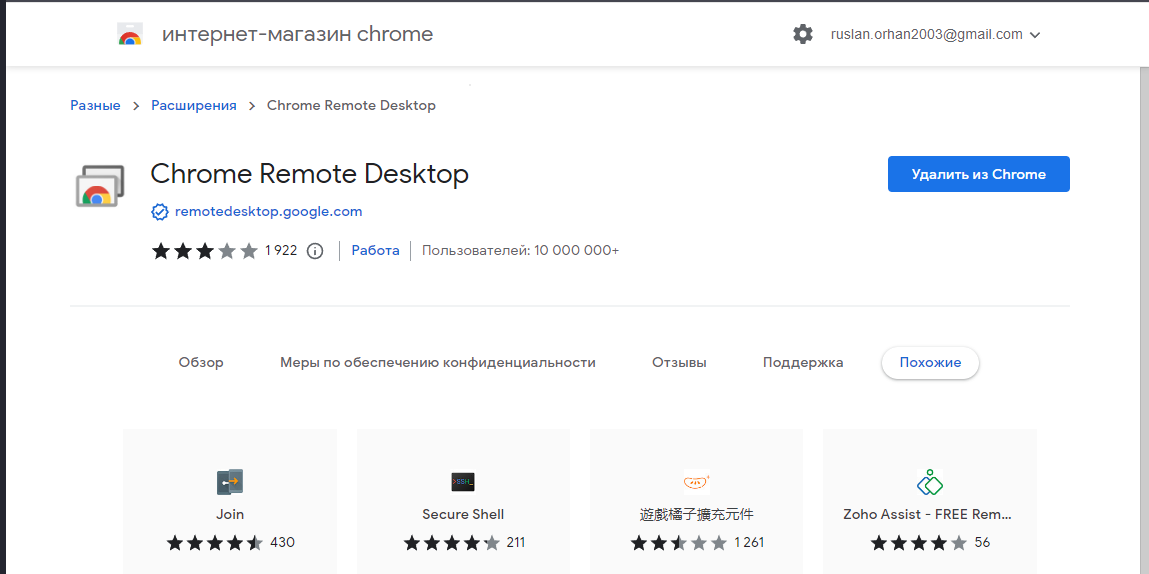 интернет-магазин chrome
ruslan.orhan2003@gmail.com
Разные > Расширения > Chrome Remote Desktop
Chrome Remote Desktop
Удалить из Chrome
remotedesktop.google.com
1 922 Работа Пользователей: 10 000 000+
Обзор Меры по обеспечению конфиденциальности Отзывы Поддержка Похожие
>SSH_
Join Secure Shell 遊戲橘子擴充元件 Zoho Assist - FREE Rem...
430 211 1 261 56